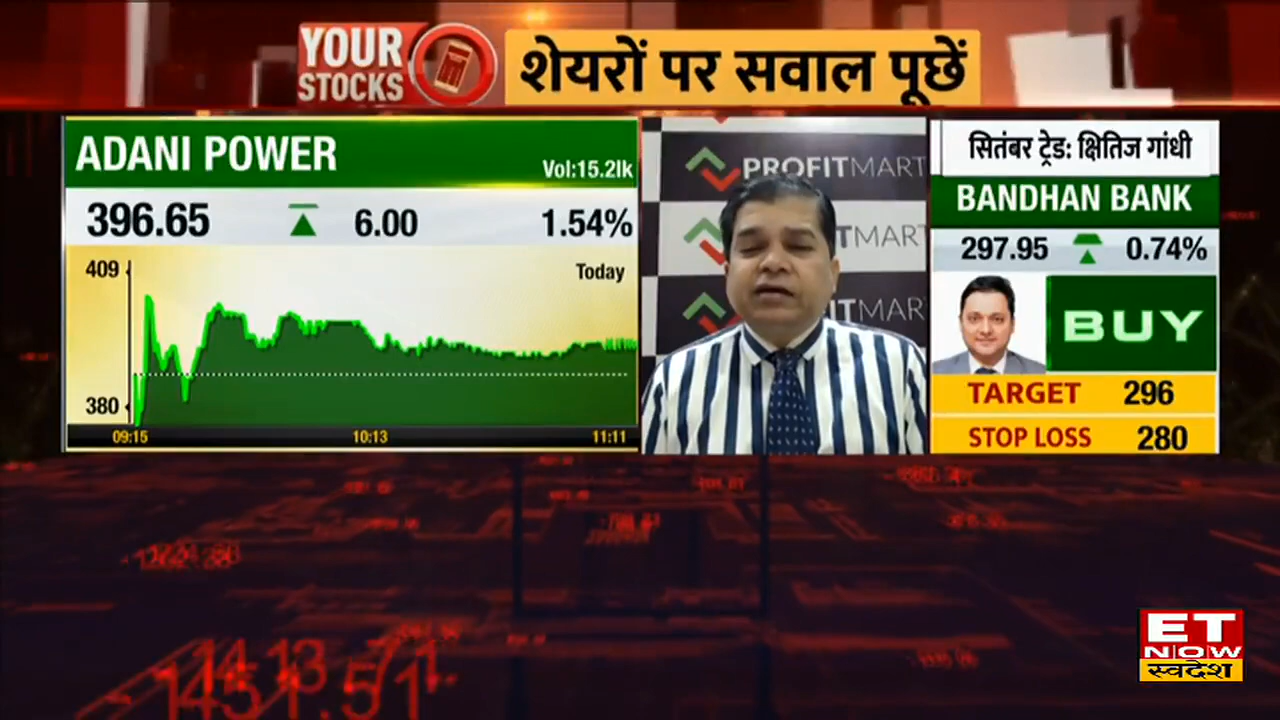 YOUR
STOCKS
शेयरों पर सवाल पूछें
ADANI POWER
Vol:15.2lk
396.65 6.00 1.54%
409
Today
380
09:15 10:13 11:11
PROFITMART
TMART
PROFITMART
सितंबर ट्रेड: क्षितिज गांधी
BANDHAN BANK
297.95 0.74%
BUY
TARGET 296
STOP LOSS 280
ET
NOW
स्वदेश